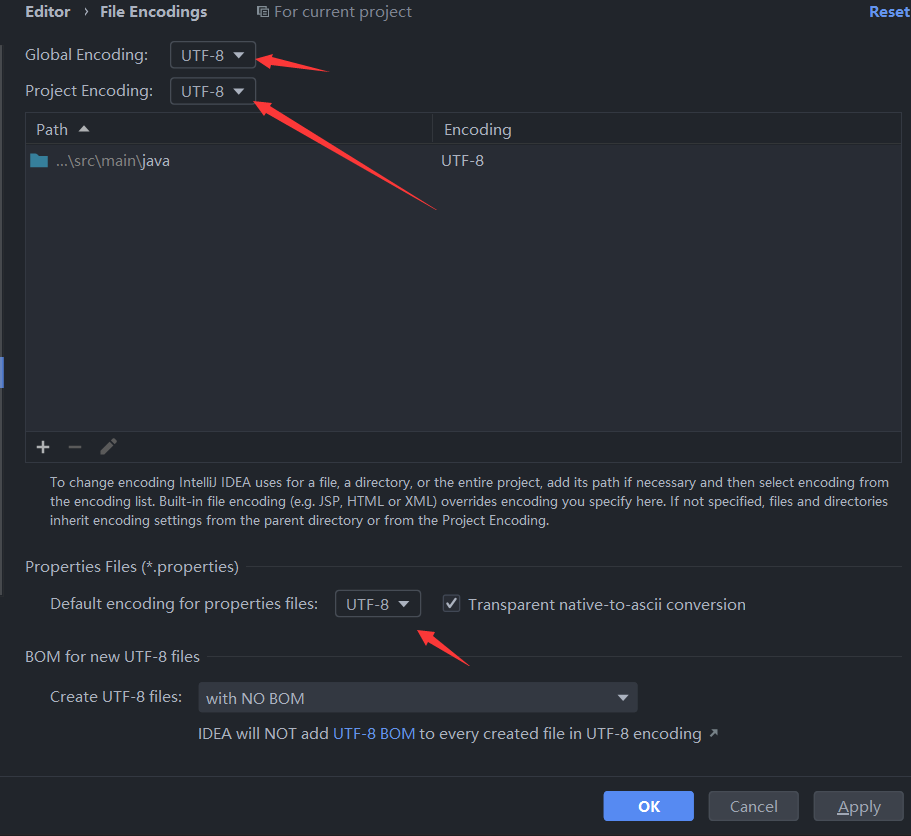 Editor › File Encodings For current project Reset
Global Encoding: UTF-8
Project Encoding: UTF-8
Path Encoding
...\src\main\java UTF-8
To change encoding IntelliJ IDEA uses for a file, a directory, or the entire project, add its path if necessary and then select encoding from
the encoding list. Built-in file encoding (e.g. JSP, HTML or XML) overrides encoding you specify here. If not specified, files and directories
inherit encoding settings from the parent directory or from the Project Encoding.
Properties Files (*.properties)
Default encoding for properties files: UTF-8 Transparent native-to-ascii conversion
BOM for new UTF-8 files
Create UTF-8 files: with NO BOM
IDEA will NOT add UTF-8 BOM to every created file in UTF-8 encoding ↗
OK Cancel Apply